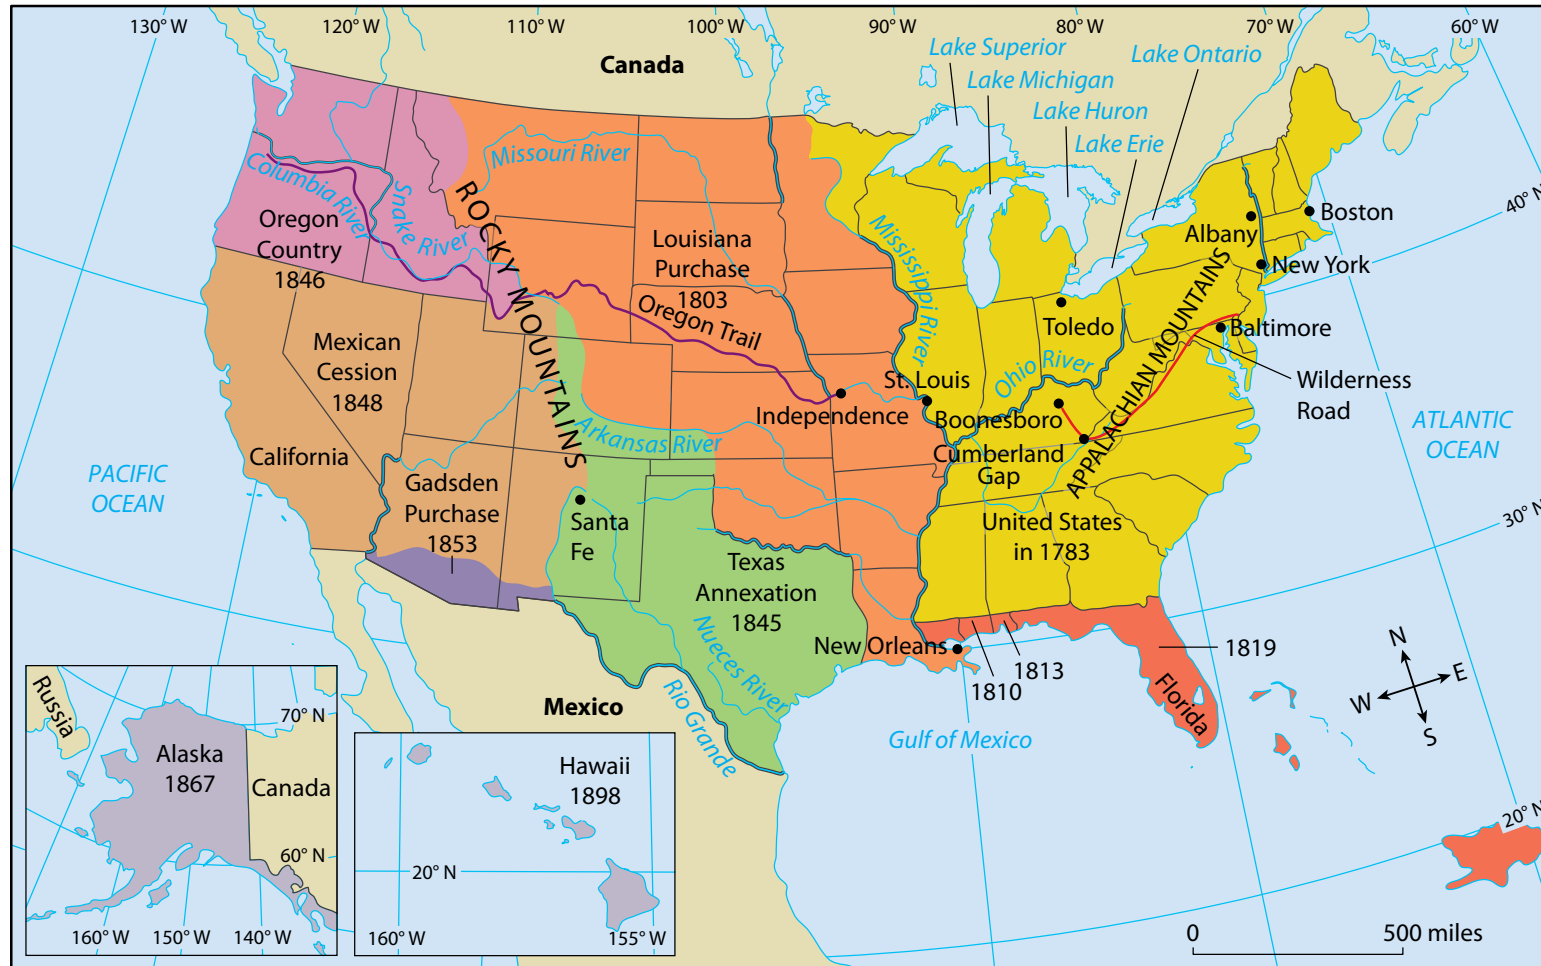 130°W
120°W
110°W
100°W
90°W
80°W
70°W
60°W
Canada
Lake Superior
Lake Michigan
Lake Huron
Lake Erie
Lake Ontario
Missouri River
Columbia River
Snake River
Oregon
Country
1846
ROCKY MOUNTAINS
Louisiana
Purchase
1803
Oregon Trail
Mississippi River
40° N
Boston
Albany
New York
Toledo
Baltimore
APPALACHIAN MOUNTAINS
Ohio River
Wilderness
Road
Mexican
Cession
1848
St. Louis
Independence
Boonesboro
Cumberland
Gap
Arkansas River
ATLANTIC
OCEAN
California
PACIFIC
OCEAN
Gadsden
Purchase
1853
Santa
Fe
30° N
United States
in 1783
Texas
Annexation
1845
Nueces River
New Orleans
1810
1813
1819
Florida
N
E
W
S
Rio Grande
Mexico
Gulf of Mexico
20° N
Russia
70° N
Alaska
1867
Canada
60° N
160°W
150°W
140°W
Hawaii
1898
20° N
160°W
155°W
0
500 miles